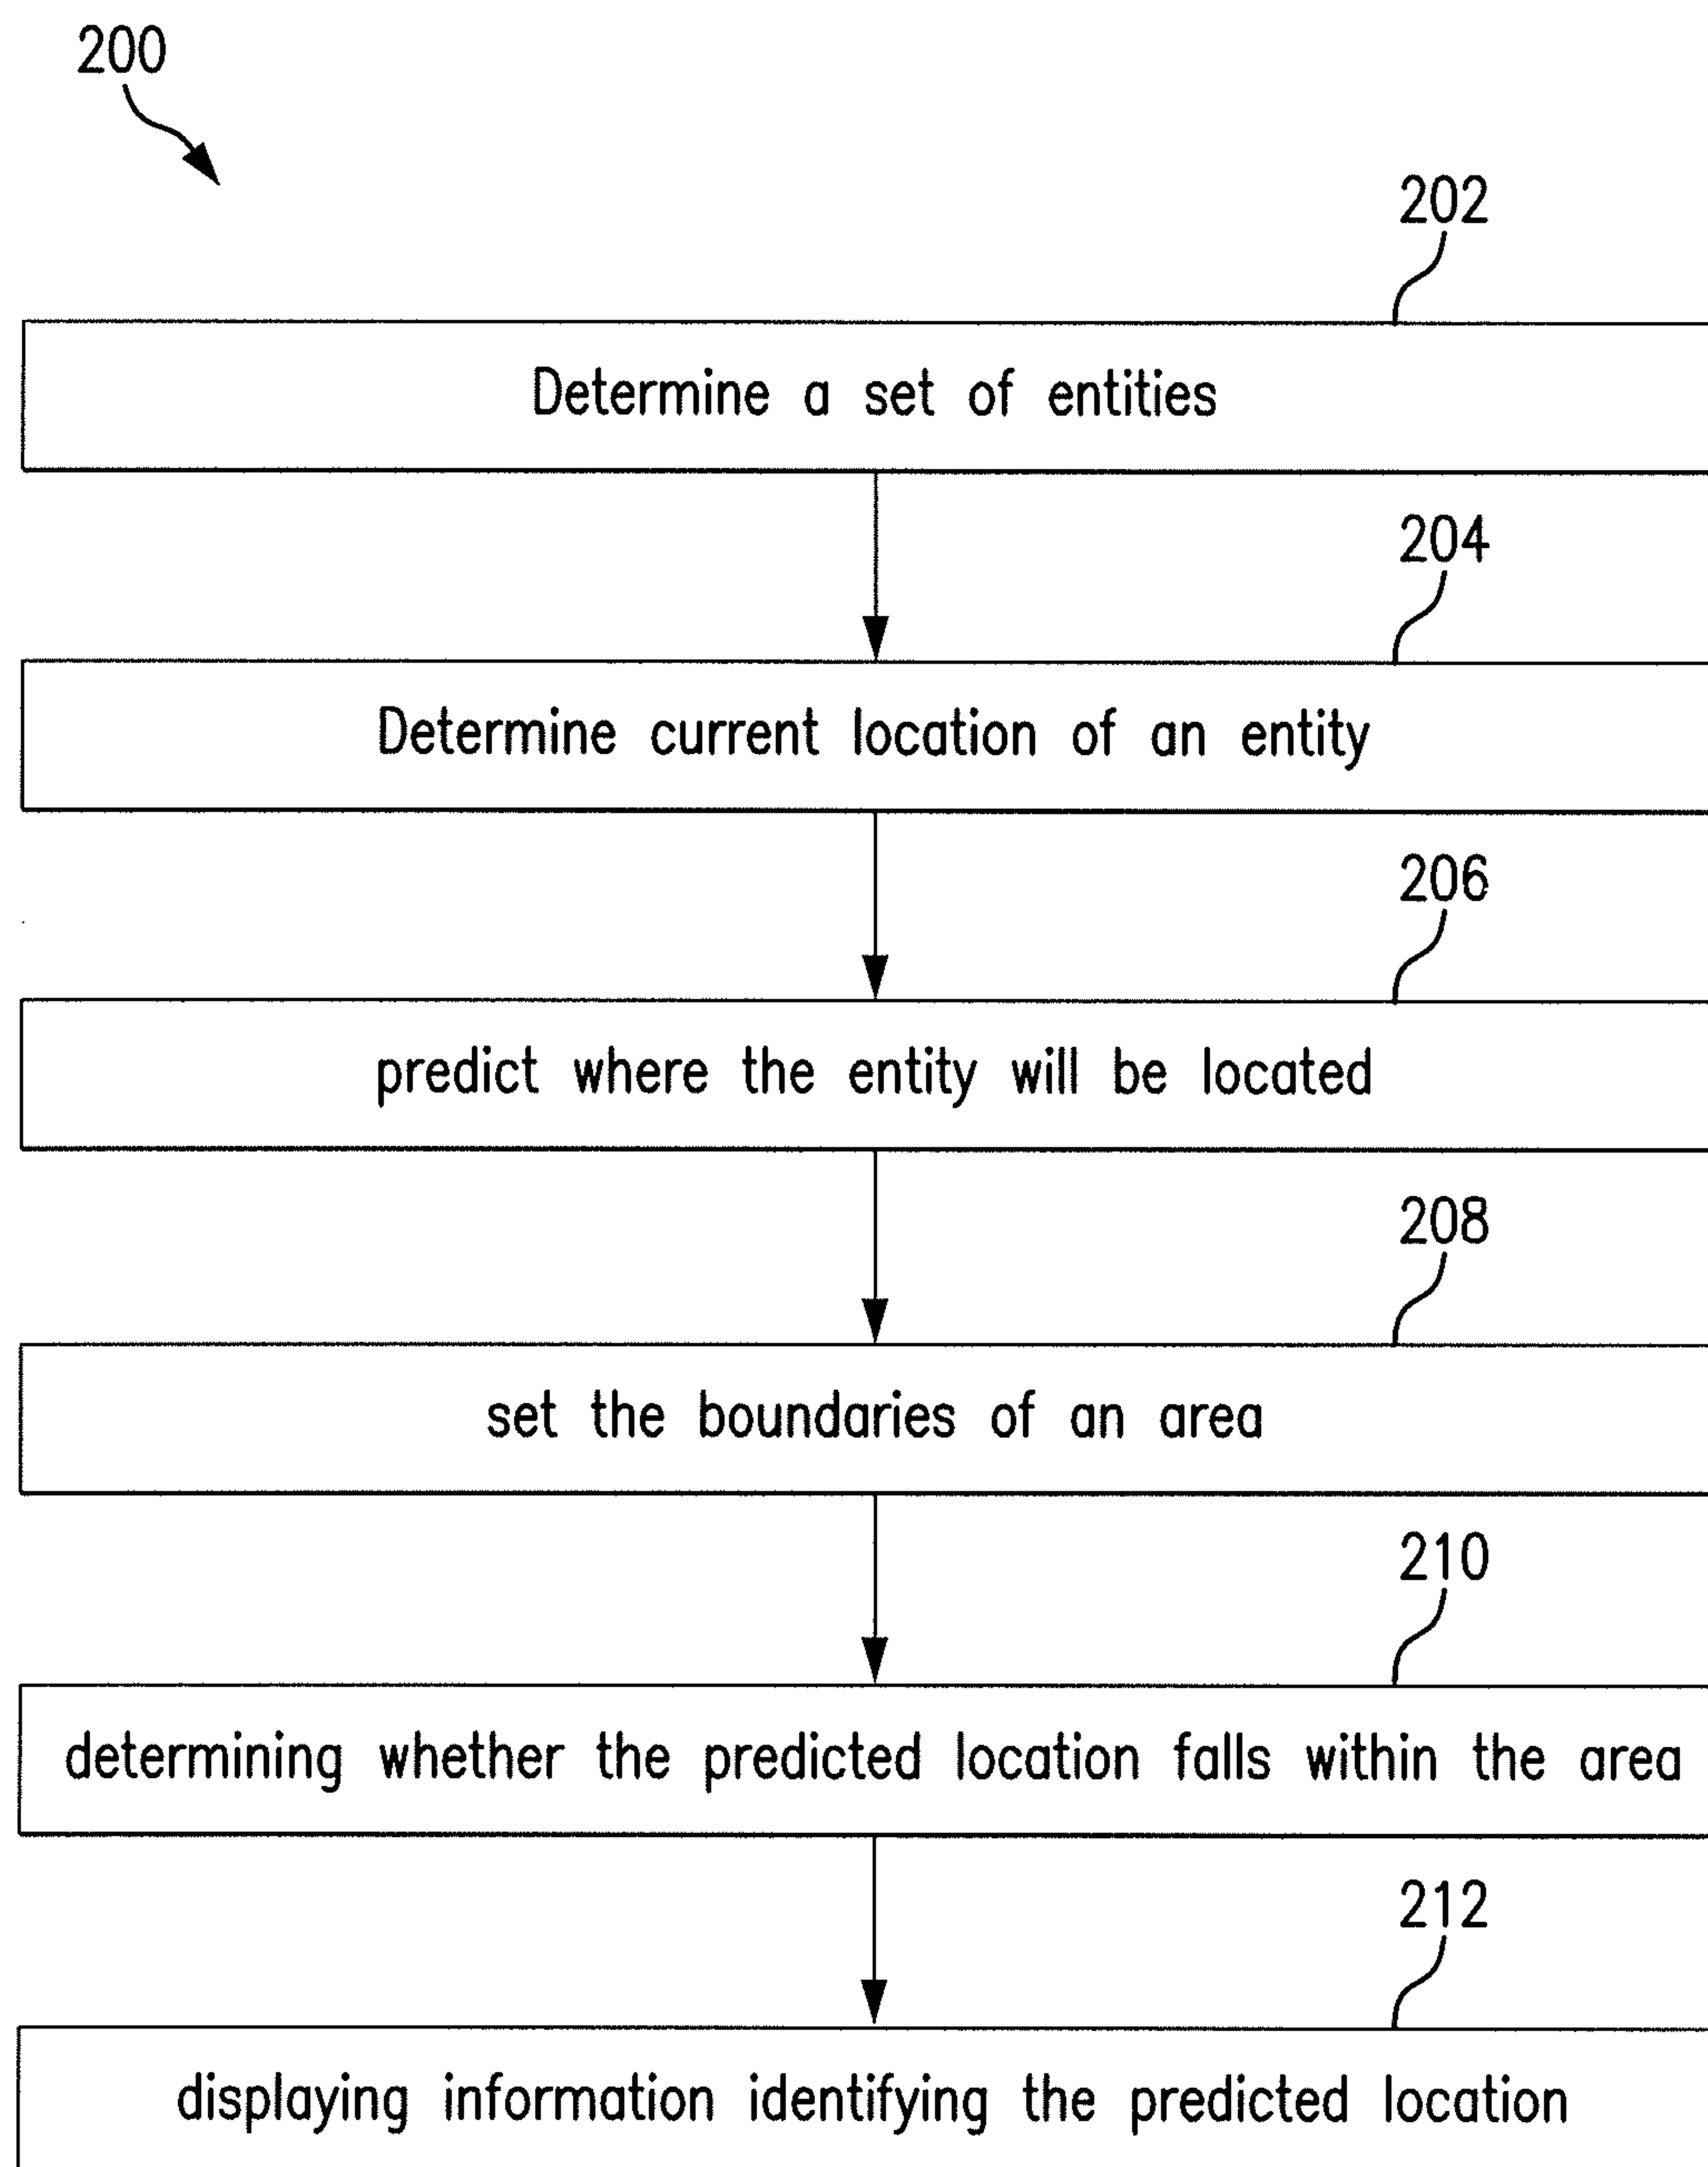 200
202
Determine a set of entities
204
Determine current location of an entity
206
predict where the entity will be located
208
set the boundaries of an area
210
determining whether the predicted location falls within the area
212
displaying information identifying the predicted location